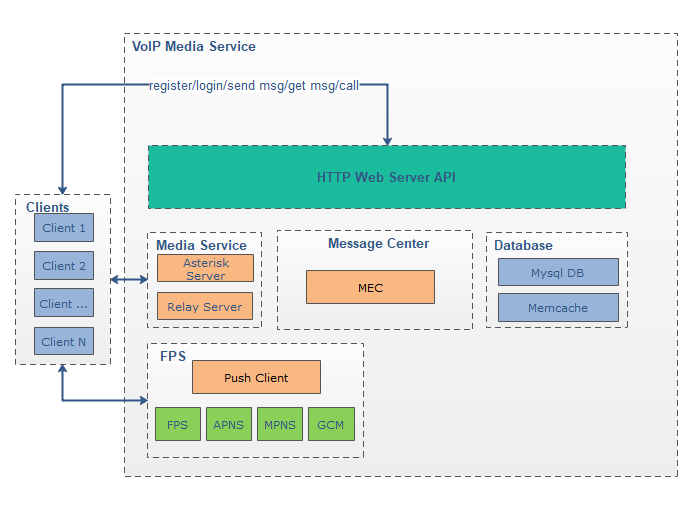 VoIP Media Service
register/login/send msg/get msg/call
HTTP Web Server API
Clients
Client 1
Client 2
Client ...
Client N
Media Service
Asterisk
Server
Relay Server
Message Center
MEC
Database
Mysql DB
Memcache
FPS
Push Client
FPS
APNS
MPNS
GCM